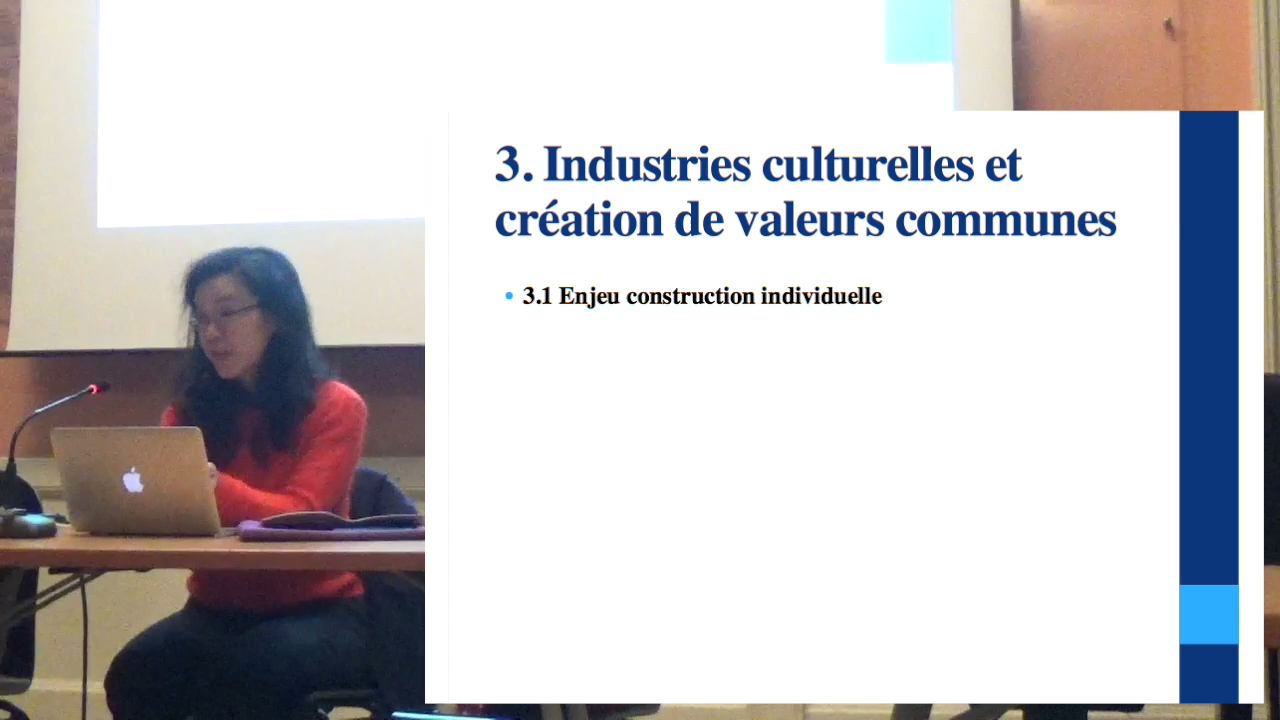 3. Industries culturelles et
création de valeurs communes
• 3.1 Enjeu construction individuelle